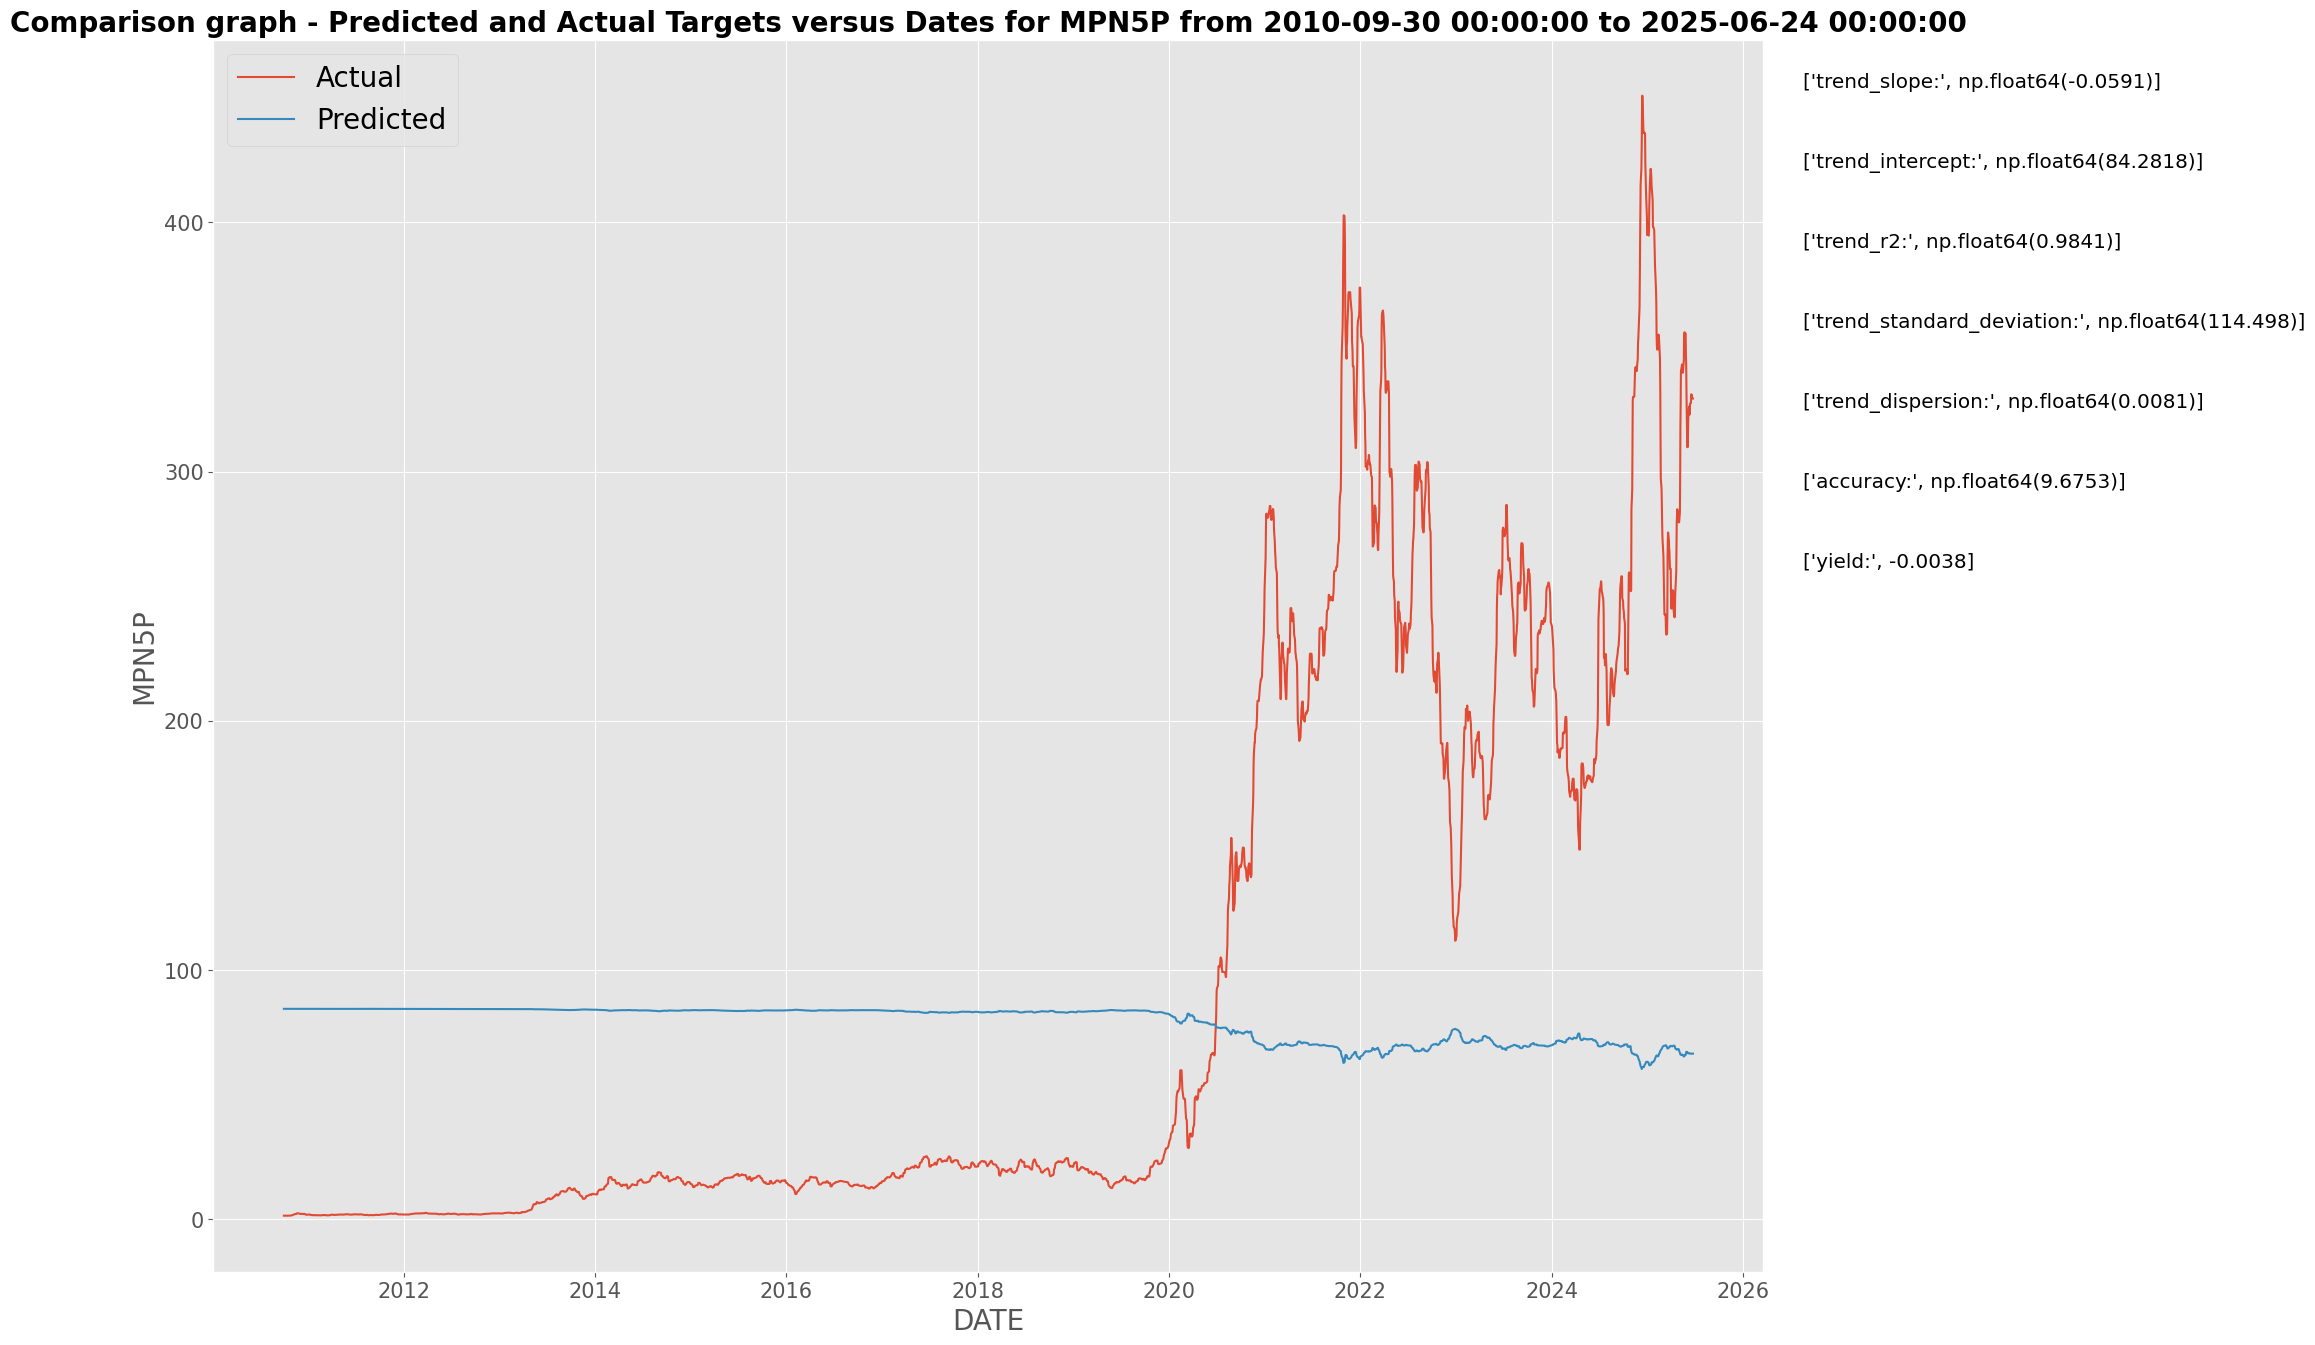 Comparison graph - Predicted and Actual Targets versus Dates for MPN5P from 2010-09-30 00:00:00 to 2025-06-24 00:00:00
Actual
Predicted
['trend_slope:', np.float64(-0.0591)]
['trend_intercept:', np.float64(84.2818)]
['trend_r2:', np.float64(0.9841)]
['trend_standard_deviation:', np.float64(114.498)]
['trend_dispersion:', np.float64(0.0081)]
['accuracy:', np.float64(9.6753)]
['yield:', -0.0038]
MPN5P
400
300
200
100
0
2012 2014 2016 2018 2020 2022 2024 2026
DATE